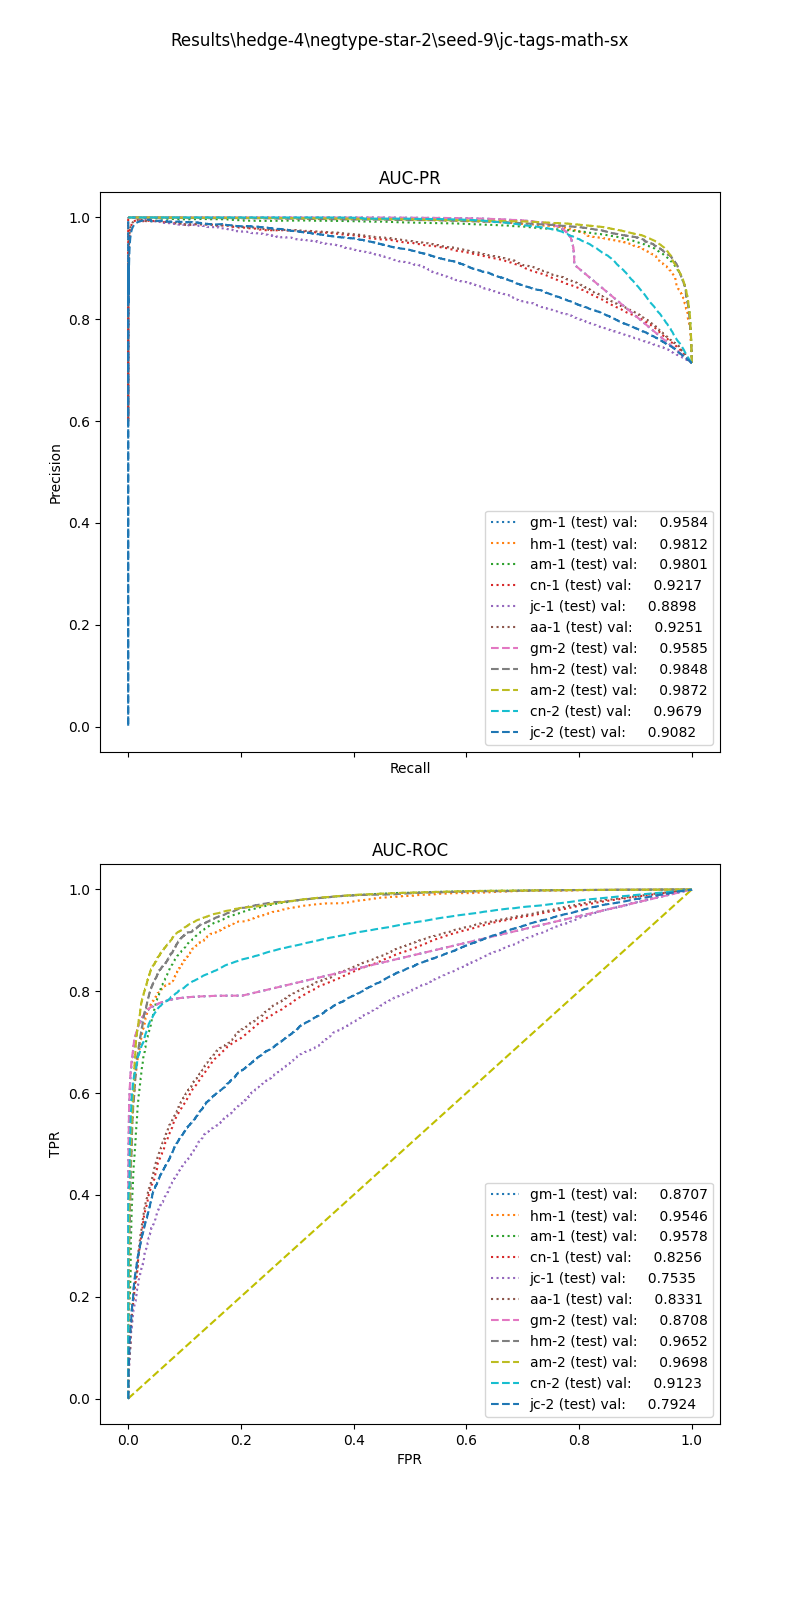 Results\hedge-4\negtype-star-2\seed-9\jc-tags-math-sx
AUC-PR
1.0
0.8
0.6
0.4
0.2
0.0
Precision
Recall
gm-1 (test) val: 0.9584
hm-1 (test) val: 0.9812
am-1 (test) val: 0.9801
cn-1 (test) val: 0.9217
jc-1 (test) val: 0.8898
aa-1 (test) val: 0.9251
gm-2 (test) val: 0.9585
hm-2 (test) val: 0.9848
am-2 (test) val: 0.9872
cn-2 (test) val: 0.9679
jc-2 (test) val: 0.9082
AUC-ROC
1.0
0.8
0.6
0.4
0.2
0.0
TPR
gm-1 (test) val: 0.8707
hm-1 (test) val: 0.9546
am-1 (test) val: 0.9578
cn-1 (test) val: 0.8256
jc-1 (test) val: 0.7535
aa-1 (test) val: 0.8331
gm-2 (test) val: 0.8708
hm-2 (test) val: 0.9652
am-2 (test) val: 0.9698
cn-2 (test) val: 0.9123
jc-2 (test) val: 0.7924
0.0 0.2 0.4 0.6 0.8 1.0
FPR